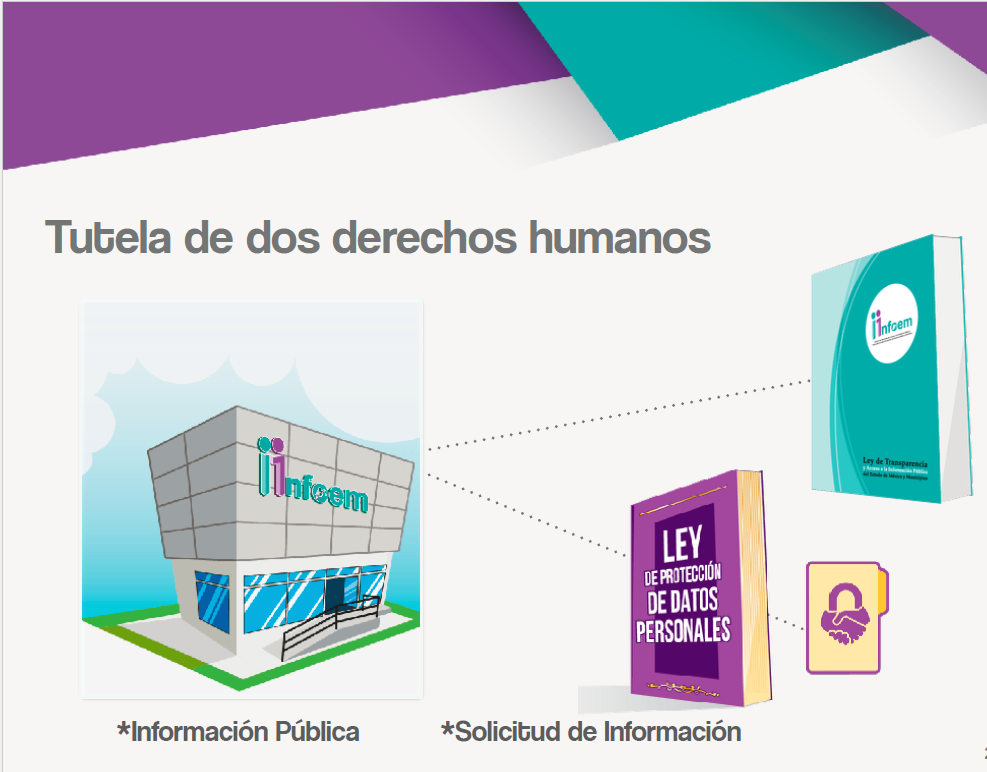 Tutela de dos derechos humanos
infoem
Ley de Transparencia
y Acceso a la Información Pública
del Estado de México y Municipios
infoem
LEY
DE PROTECCIÓN
DE DATOS
PERSONALES
*Información Pública
*Solicitud de Información